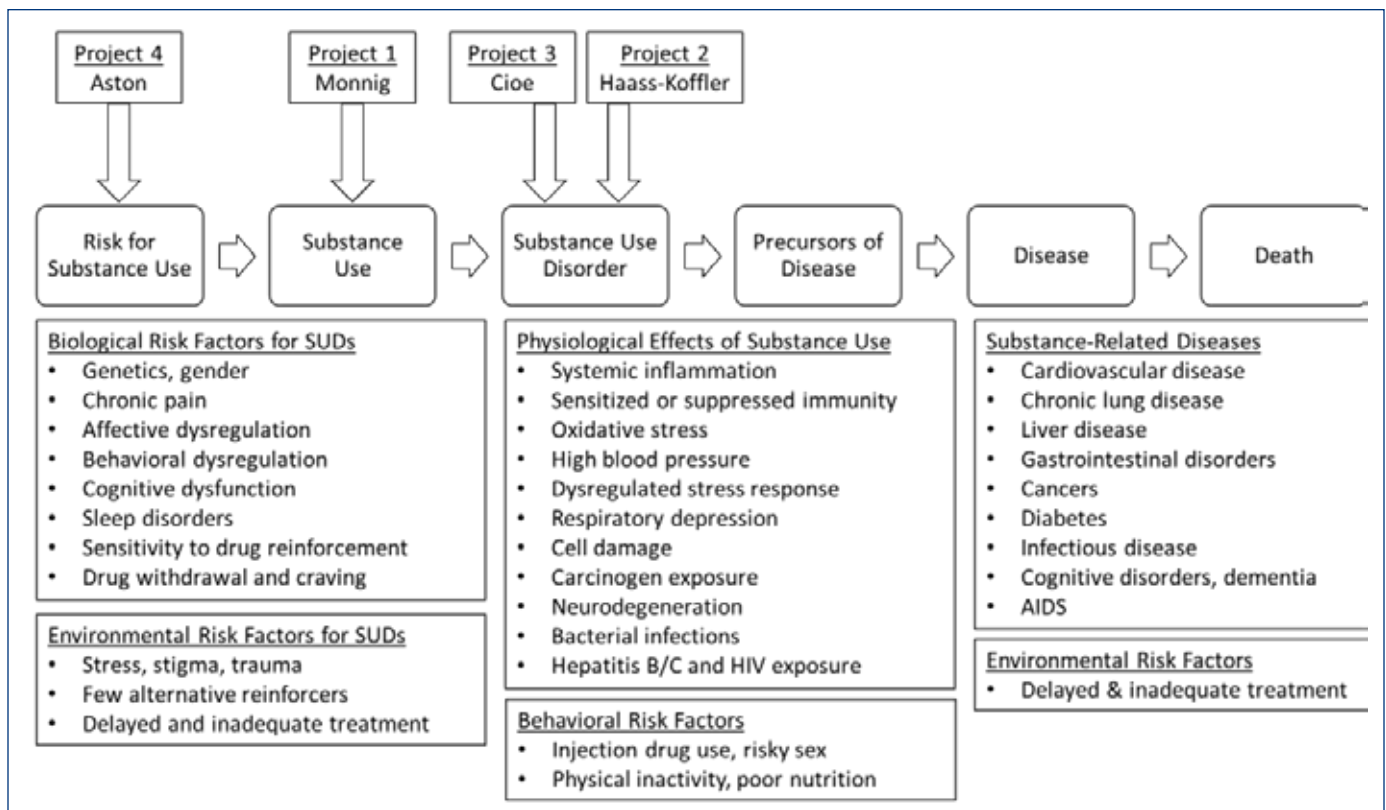 Project 4
Aston
Project 1
Monnig
Project 3
Cioe
Project 2
Haass-Koffler
Risk for
Substance Use
Substance
Use
Substance Use
Disorder
Precursors of
Disease
Disease
Death
Biological Risk Factors for SUDs
• Genetics, gender
• Chronic pain
• Affective dysregulation
• Behavioral dysregulation
• Cognitive dysfunction
• Sleep disorders
• Sensitivity to drug reinforcement
• Drug withdrawal and craving
Environmental Risk Factors for SUDs
• Stress, stigma, trauma
• Few alternative reinforcers
• Delayed and inadequate treatment
Physiological Effects of Substance Use
• Systemic inflammation
• Sensitized or suppressed immunity
• Oxidative stress
• High blood pressure
• Dysregulated stress response
• Respiratory depression
• Cell damage
• Carcinogen exposure
• Neurodegeneration
• Bacterial infections
• Hepatitis B/C and HIV exposure
Behavioral Risk Factors
• Injection drug use, risky sex
• Physical inactivity, poor nutrition
Substance-Related Diseases
• Cardiovascular disease
• Chronic lung disease
• Liver disease
• Gastrointestinal disorders
• Cancers
• Diabetes
• Infectious disease
• Cognitive disorders, dementia
• AIDS
Environmental Risk Factors
• Delayed & inadequate treatment